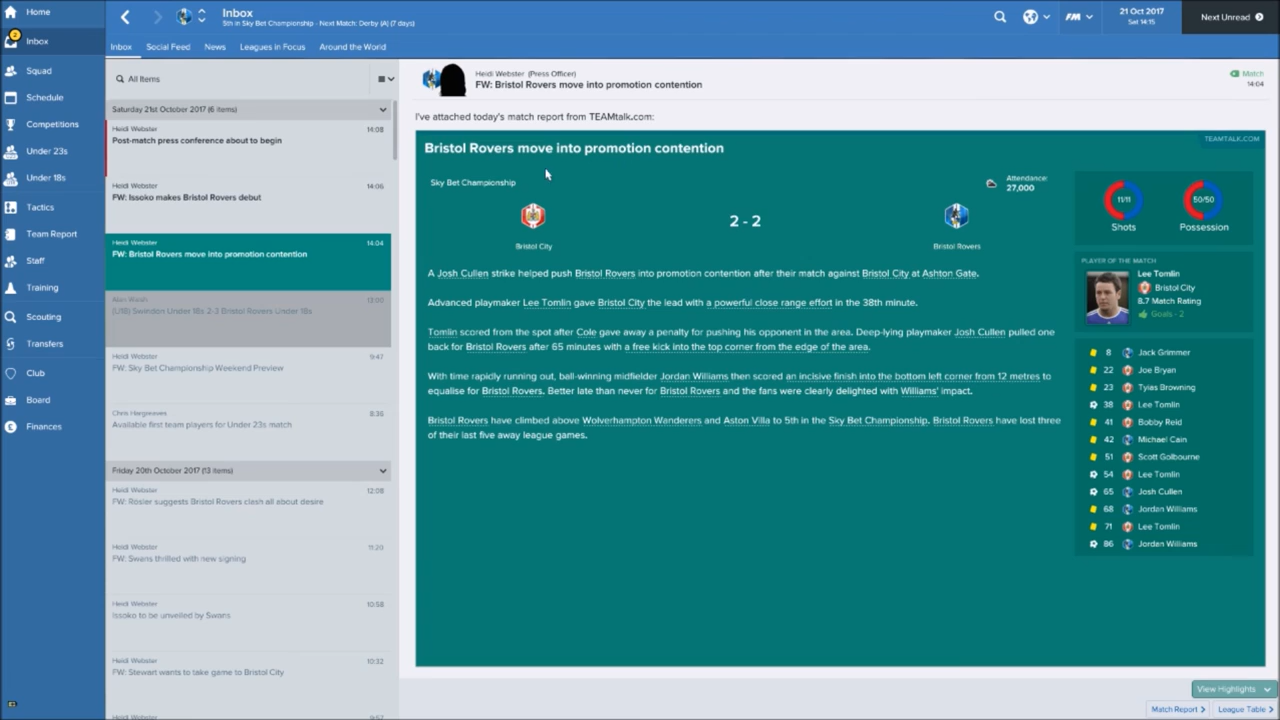 Home
2
Inbox
Squad
Schedule
Competitions
Under 23s
Under 18s
Tactics
Team Report
Staff
Training
Scouting
Transfers
Club
Board
Finances
Inbox
5th in Sky Bet Championship - Next Match: Derby (A) (7 days)
FM
21 Oct 2017
Sat 14:15
Next Unread
Inbox Social Feed News Leagues in Focus Around the World
All Items
Saturday 21st October 2017 (6 items)
Heidi Webster 14:08
Post-match press conference about to begin
Heidi Webster 14:06
FW: Issoko makes Bristol Rovers debut
Heidi Webster 14:04
FW: Bristol Rovers move into promotion contention
Alan Walsh 13:00
(U18) Swindon Under 18s 2-3 Bristol Rovers Under 18s
Heidi Webster 9:47
FW: Sky Bet Championship Weekend Preview
Chris Hargreaves 8:35
Available first team players for Under 23s match
Friday 20th October 2017 (13 items)
Heidi Webster 12:08
FW: Rosier suggests Bristol Rovers clash all about desire
Heidi Webster 11:20
FW: Swans thrilled with new signing
Heidi Webster 10:58
Issoko to be unveiled by Swans
Heidi Webster 10:32
FW: Stewart wants to take game to Bristol City
Heidi Webster 9:57
Heidi Webster (Press Officer)
FW: Bristol Rovers move into promotion contention
Match
14:04
I've attached today's match report from TEAMtalk.com:
TEAMTALK.COM
Bristol Rovers move into promotion contention
Sky Bet Championship
Attendance:
27,000
2 - 2
Bristol City
Bristol Rovers
A Josh Cullen strike helped push Bristol Rovers into promotion contention after their match against Bristol City at Ashton Gate.
Advanced playmaker Lee Tomlin gave Bristol City the lead with a powerful close range effort in the 38th minute.
Tomlin scored from the spot after Cole gave away a penalty for pushing his opponent in the area. Deep-lying playmaker Josh Cullen pulled one
back for Bristol Rovers after 65 minutes with a free kick into the top corner from the edge of the area.
With time rapidly running out, ball-winning midfielder Jordan Williams then scored an incisive finish into the bottom left corner from 12 metres to
equalise for Bristol Rovers. Better late than never for Bristol Rovers and the fans were clearly delighted with Williams' impact.
Bristol Rovers have climbed above Wolverhampton Wanderers and Aston Villa to 5th in the Sky Bet Championship. Bristol Rovers have lost three
of their last five away league games.
11/11
Shots
50/50
Possession
PLAYER OF THE MATCH
Lee Tomlin
Bristol City
8.7 Match Rating
Goals - 2
8 Jack Grimmer
22 Joe Bryan
23 Tyias Browning
38 Lee Tomlin
41 Bobby Reid
42 Michael Cain
51 Scott Golbourne
54 Lee Tomlin
65 Josh Cullen
68 Jordan Williams
71 Lee Tomlin
86 Jordan Williams
View Highlights
Match Report
League Table